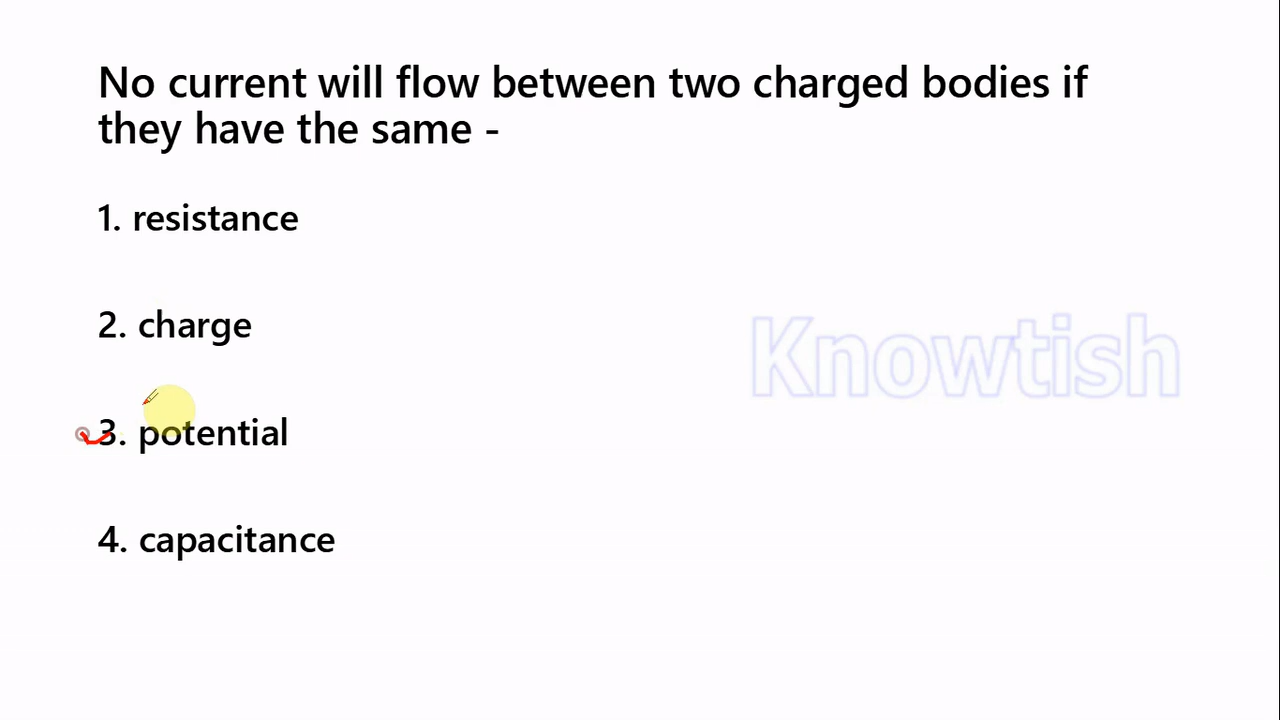 No current will flow between two charged bodies if
they have the same -
1. resistance
2. charge
Knowtish
3. potential
4. capacitance